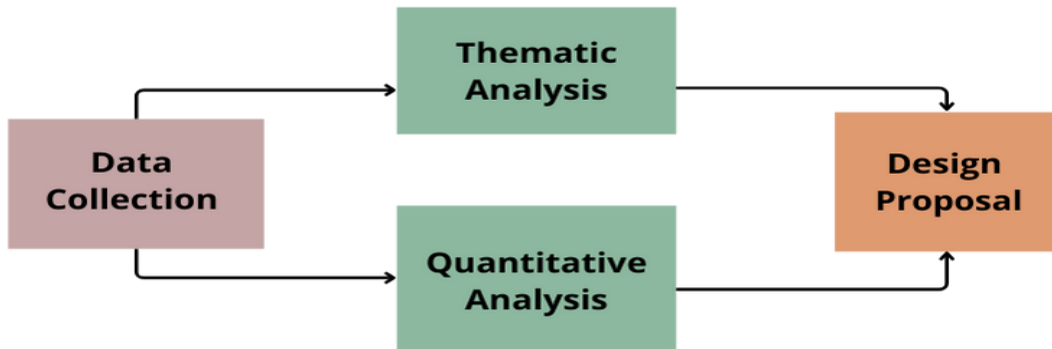 Thematic
Analysis
Data
Collection
Design
Proposal
Quantitative
Analysis